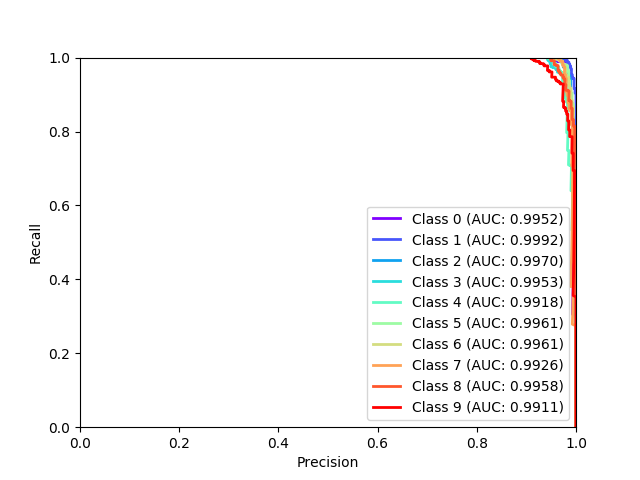 1.0
0.8
0.6
0.4
0.2
0.0
Recall
Class 0 (AUC: 0.9952)
Class 1 (AUC: 0.9992)
Class 2 (AUC: 0.9970)
Class 3 (AUC: 0.9953)
Class 4 (AUC: 0.9918)
Class 5 (AUC: 0.9961)
Class 6 (AUC: 0.9961)
Class 7 (AUC: 0.9926)
Class 8 (AUC: 0.9958)
Class 9 (AUC: 0.9911)
0.0 0.2 0.4 0.6 0.8 1.0
Precision